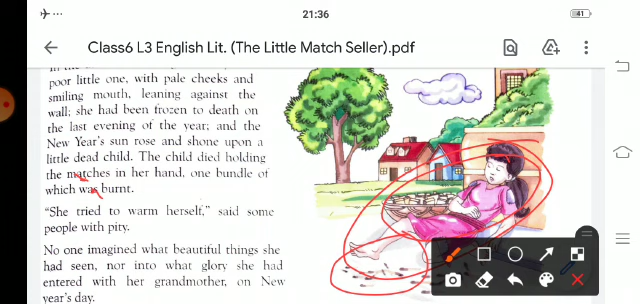 21:36
41
Class6 L3 English Lit. (The Little Match Seller).pdf
poor little one, with pale cheeks and
smiling mouth, leaning against the
wall; she had been frozen to death on
the last evening of the year; and the
New Year's sun rose and shone upon a
little dead child. The child died holding
the matches in her hand, one bundle of
which was burnt.
"She tried to warm herself," said some
people with pity.
No one imagined what beautiful things she
had seen, nor into what glory she had
entered with her grandmother, on New
year's day.